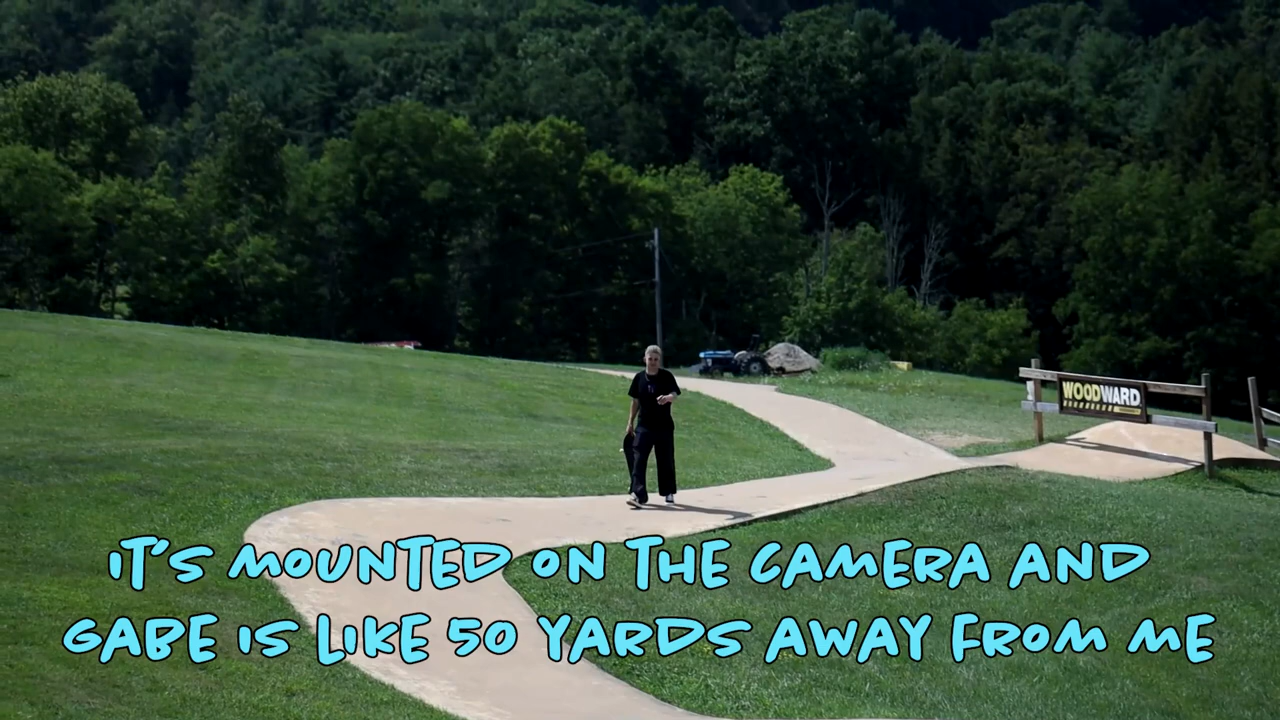 WOODWARD
IT'S MOUNTED ON THE CAMERA AND
GABE IS LIKE 50 YARDS AWAY FROM ME